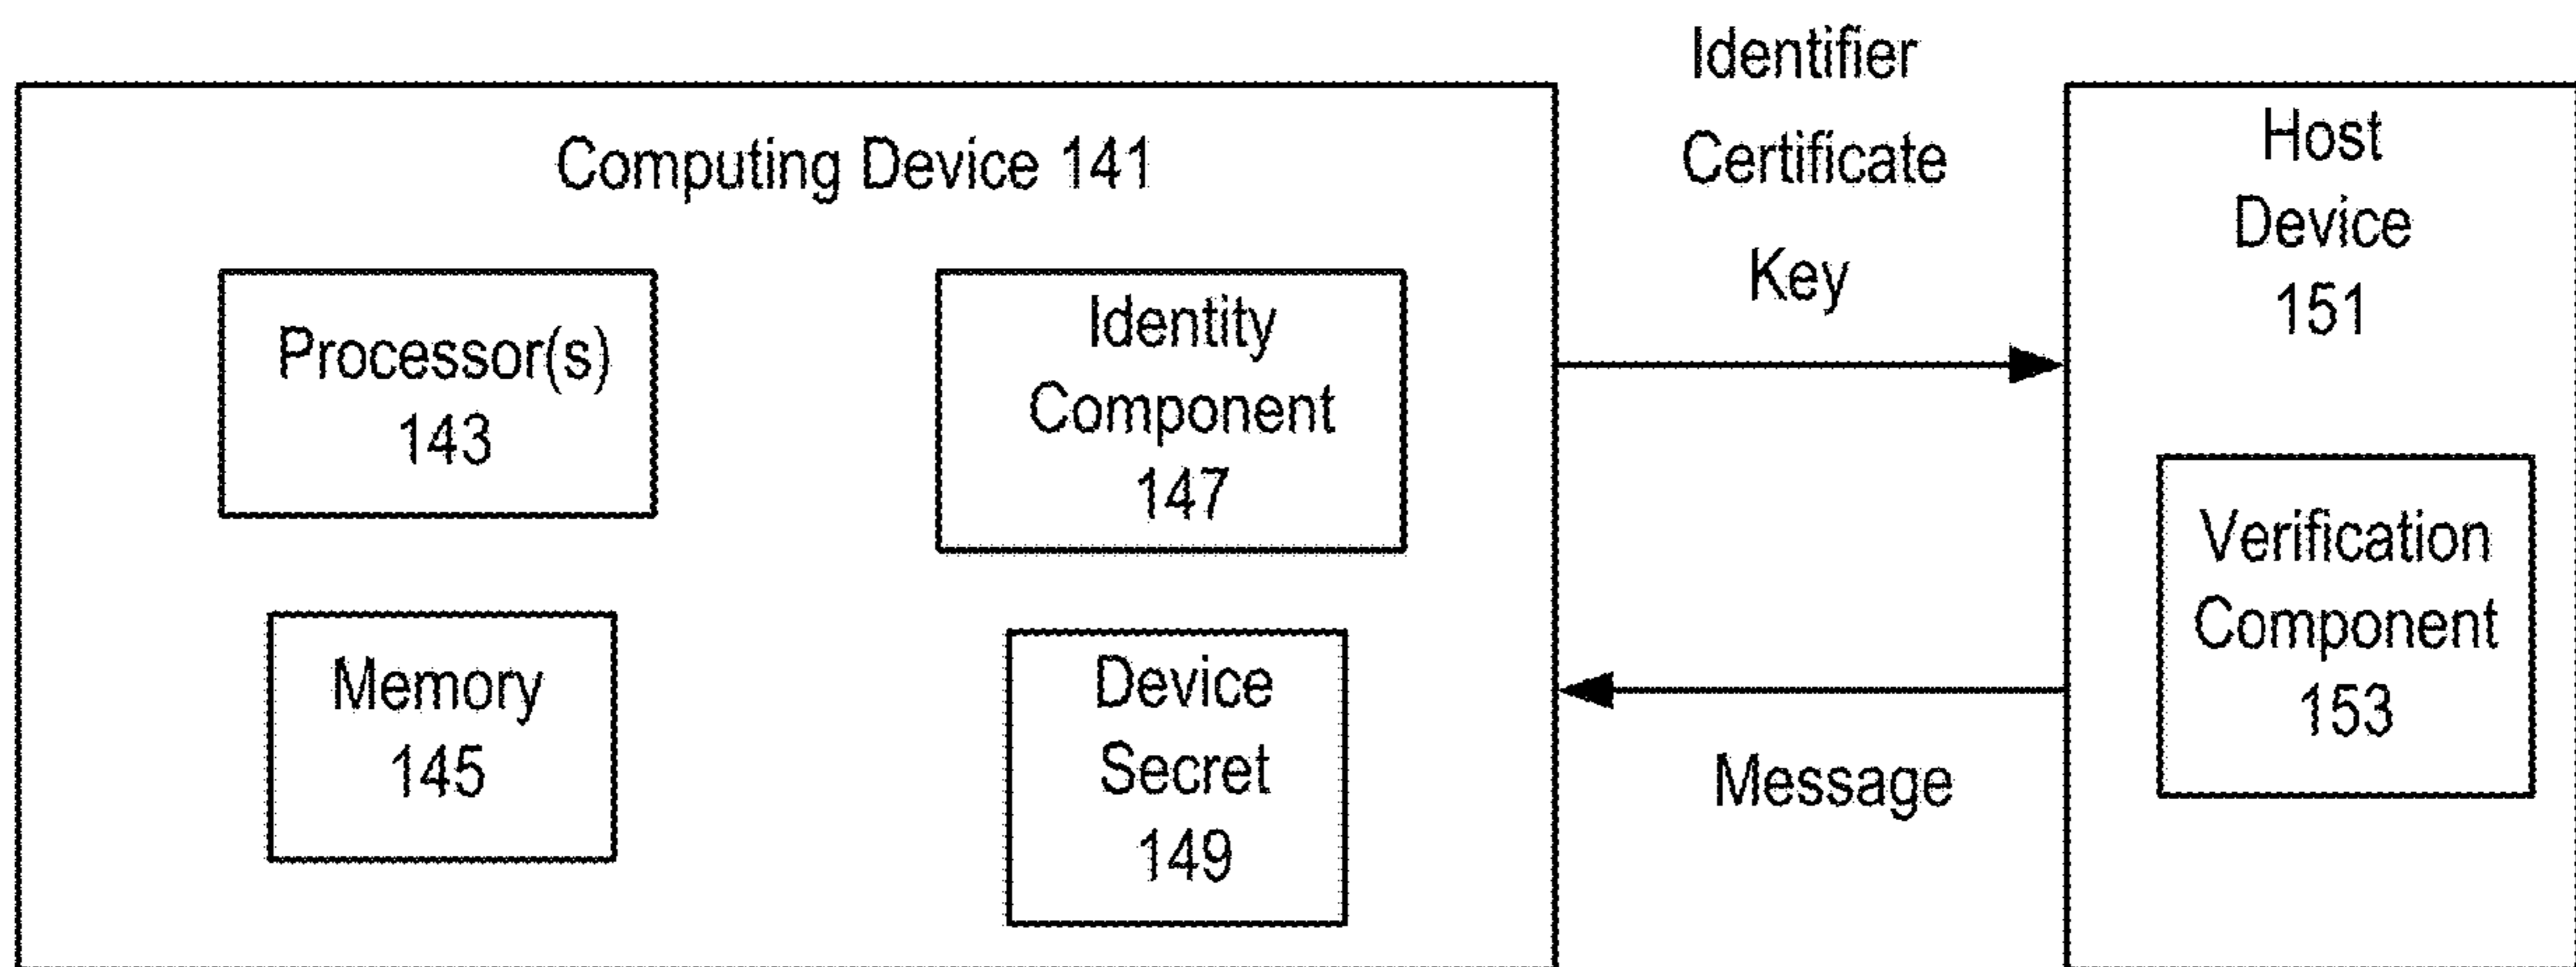 Computing Device 141
Processor(s)
143
Identity
Component
147
Memory
145
Device
Secret
149
Identifier
Certificate
Key
Message
Host
Device
151
Verification
Component
153